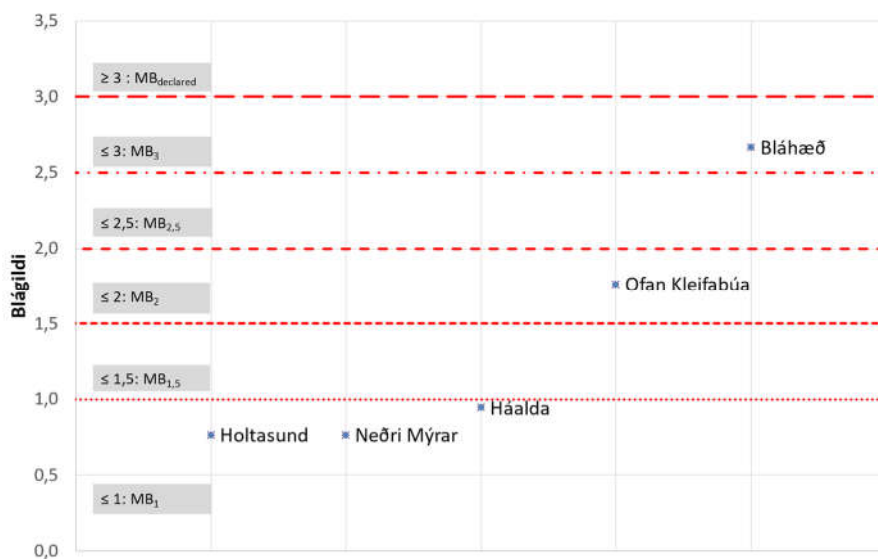 3,5
≥ 3 : MBdeclared
3,0
≤ 3: MB3
Bláhæð
2,5
≤ 2,5: MB2,5
2,0
Blágildi
≤ 2: MB2
Ofan Kleifabúa
1,5
≤ 1,5: MB1,5
1,0
Háalda
Holtasund
Neðri Mýrar
0,5
≤ 1: MB1
0,0